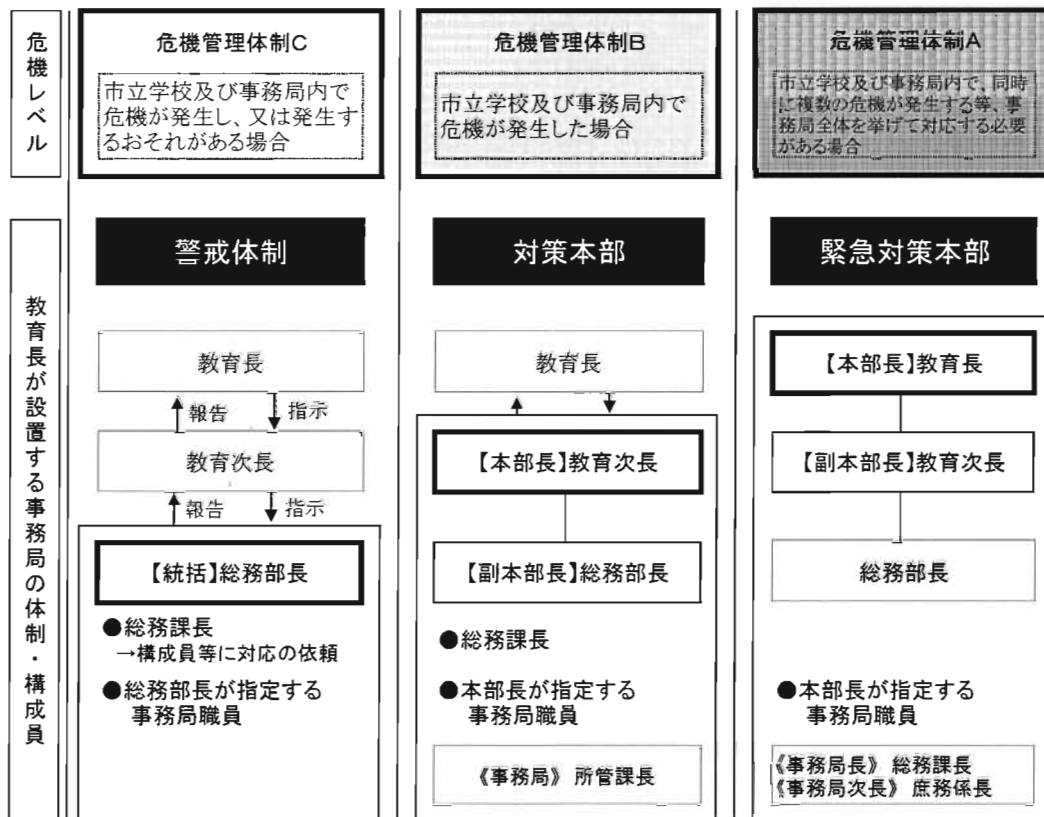 危機レベル
危機管理体制C
市立学校及び事務局内で
危機が発生し、又は発生す
るおそれがある場合
危機管理体制B
市立学校及び事務局内で
危機が発生した場合
危機管理体制A
市立学校及び事務局内で、同時
に複数の危機が発生する等、事
務局全体を挙げて対応する必要
がある場合
教育長が設置する事務局の体制・構成員
警戒体制
教育長
報告
指示
教育次長
報告
指示
【統括】総務部長
●総務課長
→構成員等に対応の依頼
●総務部長が指定する
事務局職員
対策本部
教育長
【本部長】教育次長
【副本部長】総務部長
●総務課長
●本部長が指定する
事務局職員
《事務局》 所管課長
緊急対策本部
【本部長】教育長
【副本部長】教育次長
総務部長
●本部長が指定する
事務局職員
《事務局長》 総務課長
《事務局次長》 庶務係長